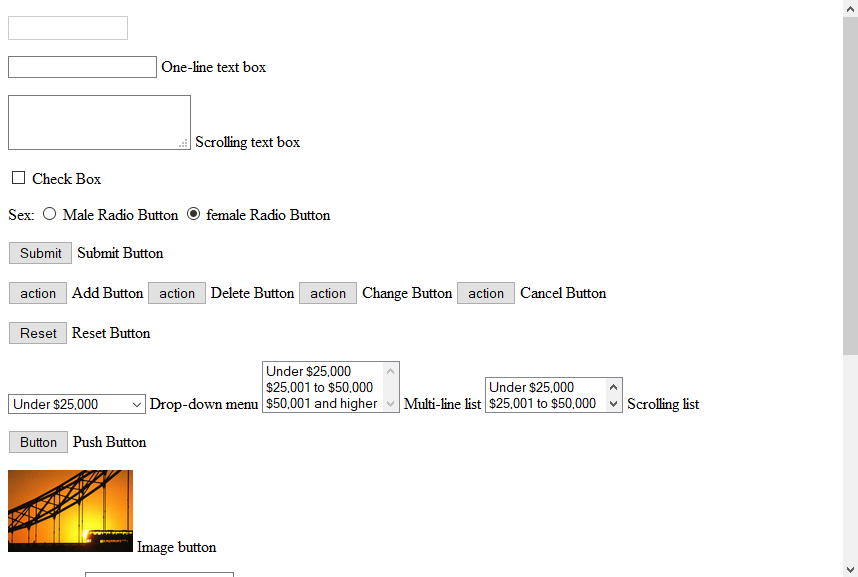 One-line text box
Scrolling text box
Check Box
Sex: Male Radio Button female Radio Button
Submit Submit Button
action Add Button action Delete Button action Change Button action Cancel Button
Reset Reset Button
Under $25,000 Drop-down menu
Under $25,000
$25,001 to $50,000
$50,001 and higher
Multi-line list
Under $25,000
$25,001 to $50,000
Scrolling list
Button Push Button
Image button